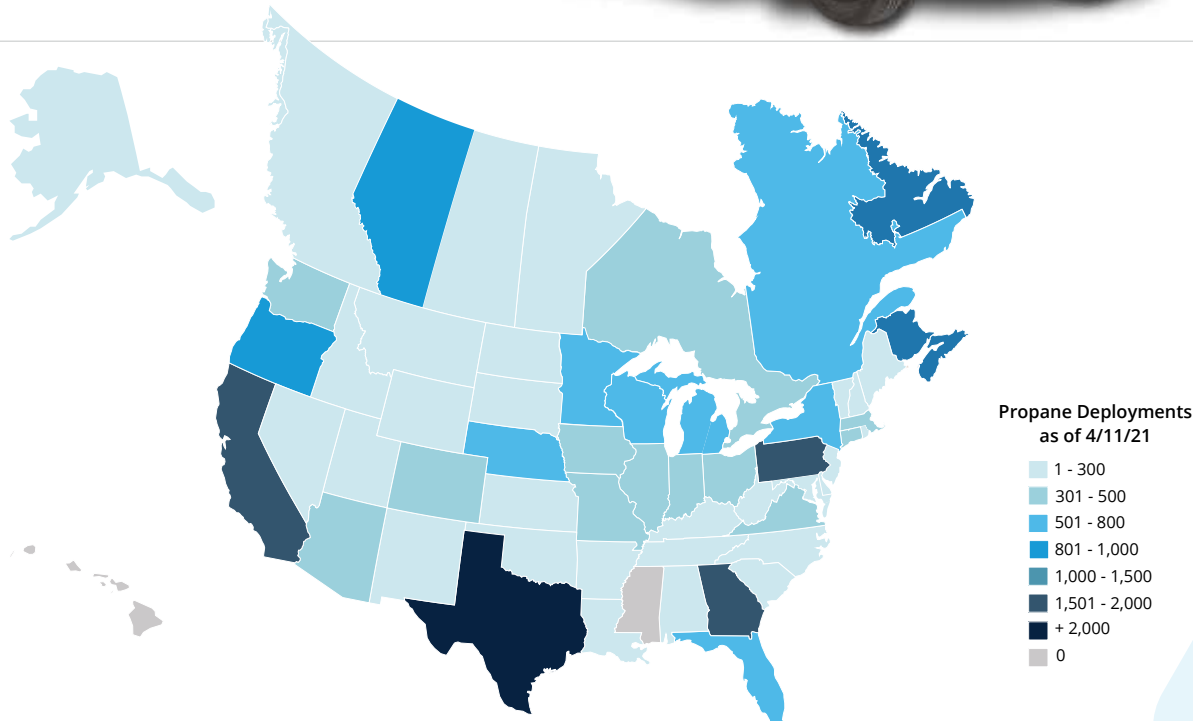 Propane Deployments
as of 4/11/21
1 - 300
301 - 500
501 - 800
801 - 1,000
1,000 - 1,500
1,501 - 2,000
+ 2,000
0